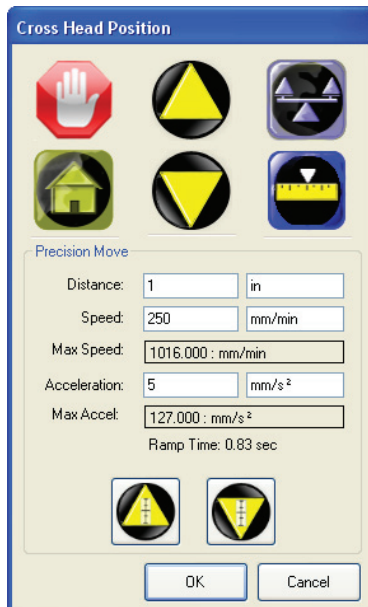 Cross Head Position
Precision Move
Distance: 1 in
Speed: 250 mm/min
Max Speed: 1016.000 : mm/min
Acceleration: 5 mm/s²
Max Accel: 127.000 : mm/s²
Ramp Time: 0.83 sec
OK Cancel